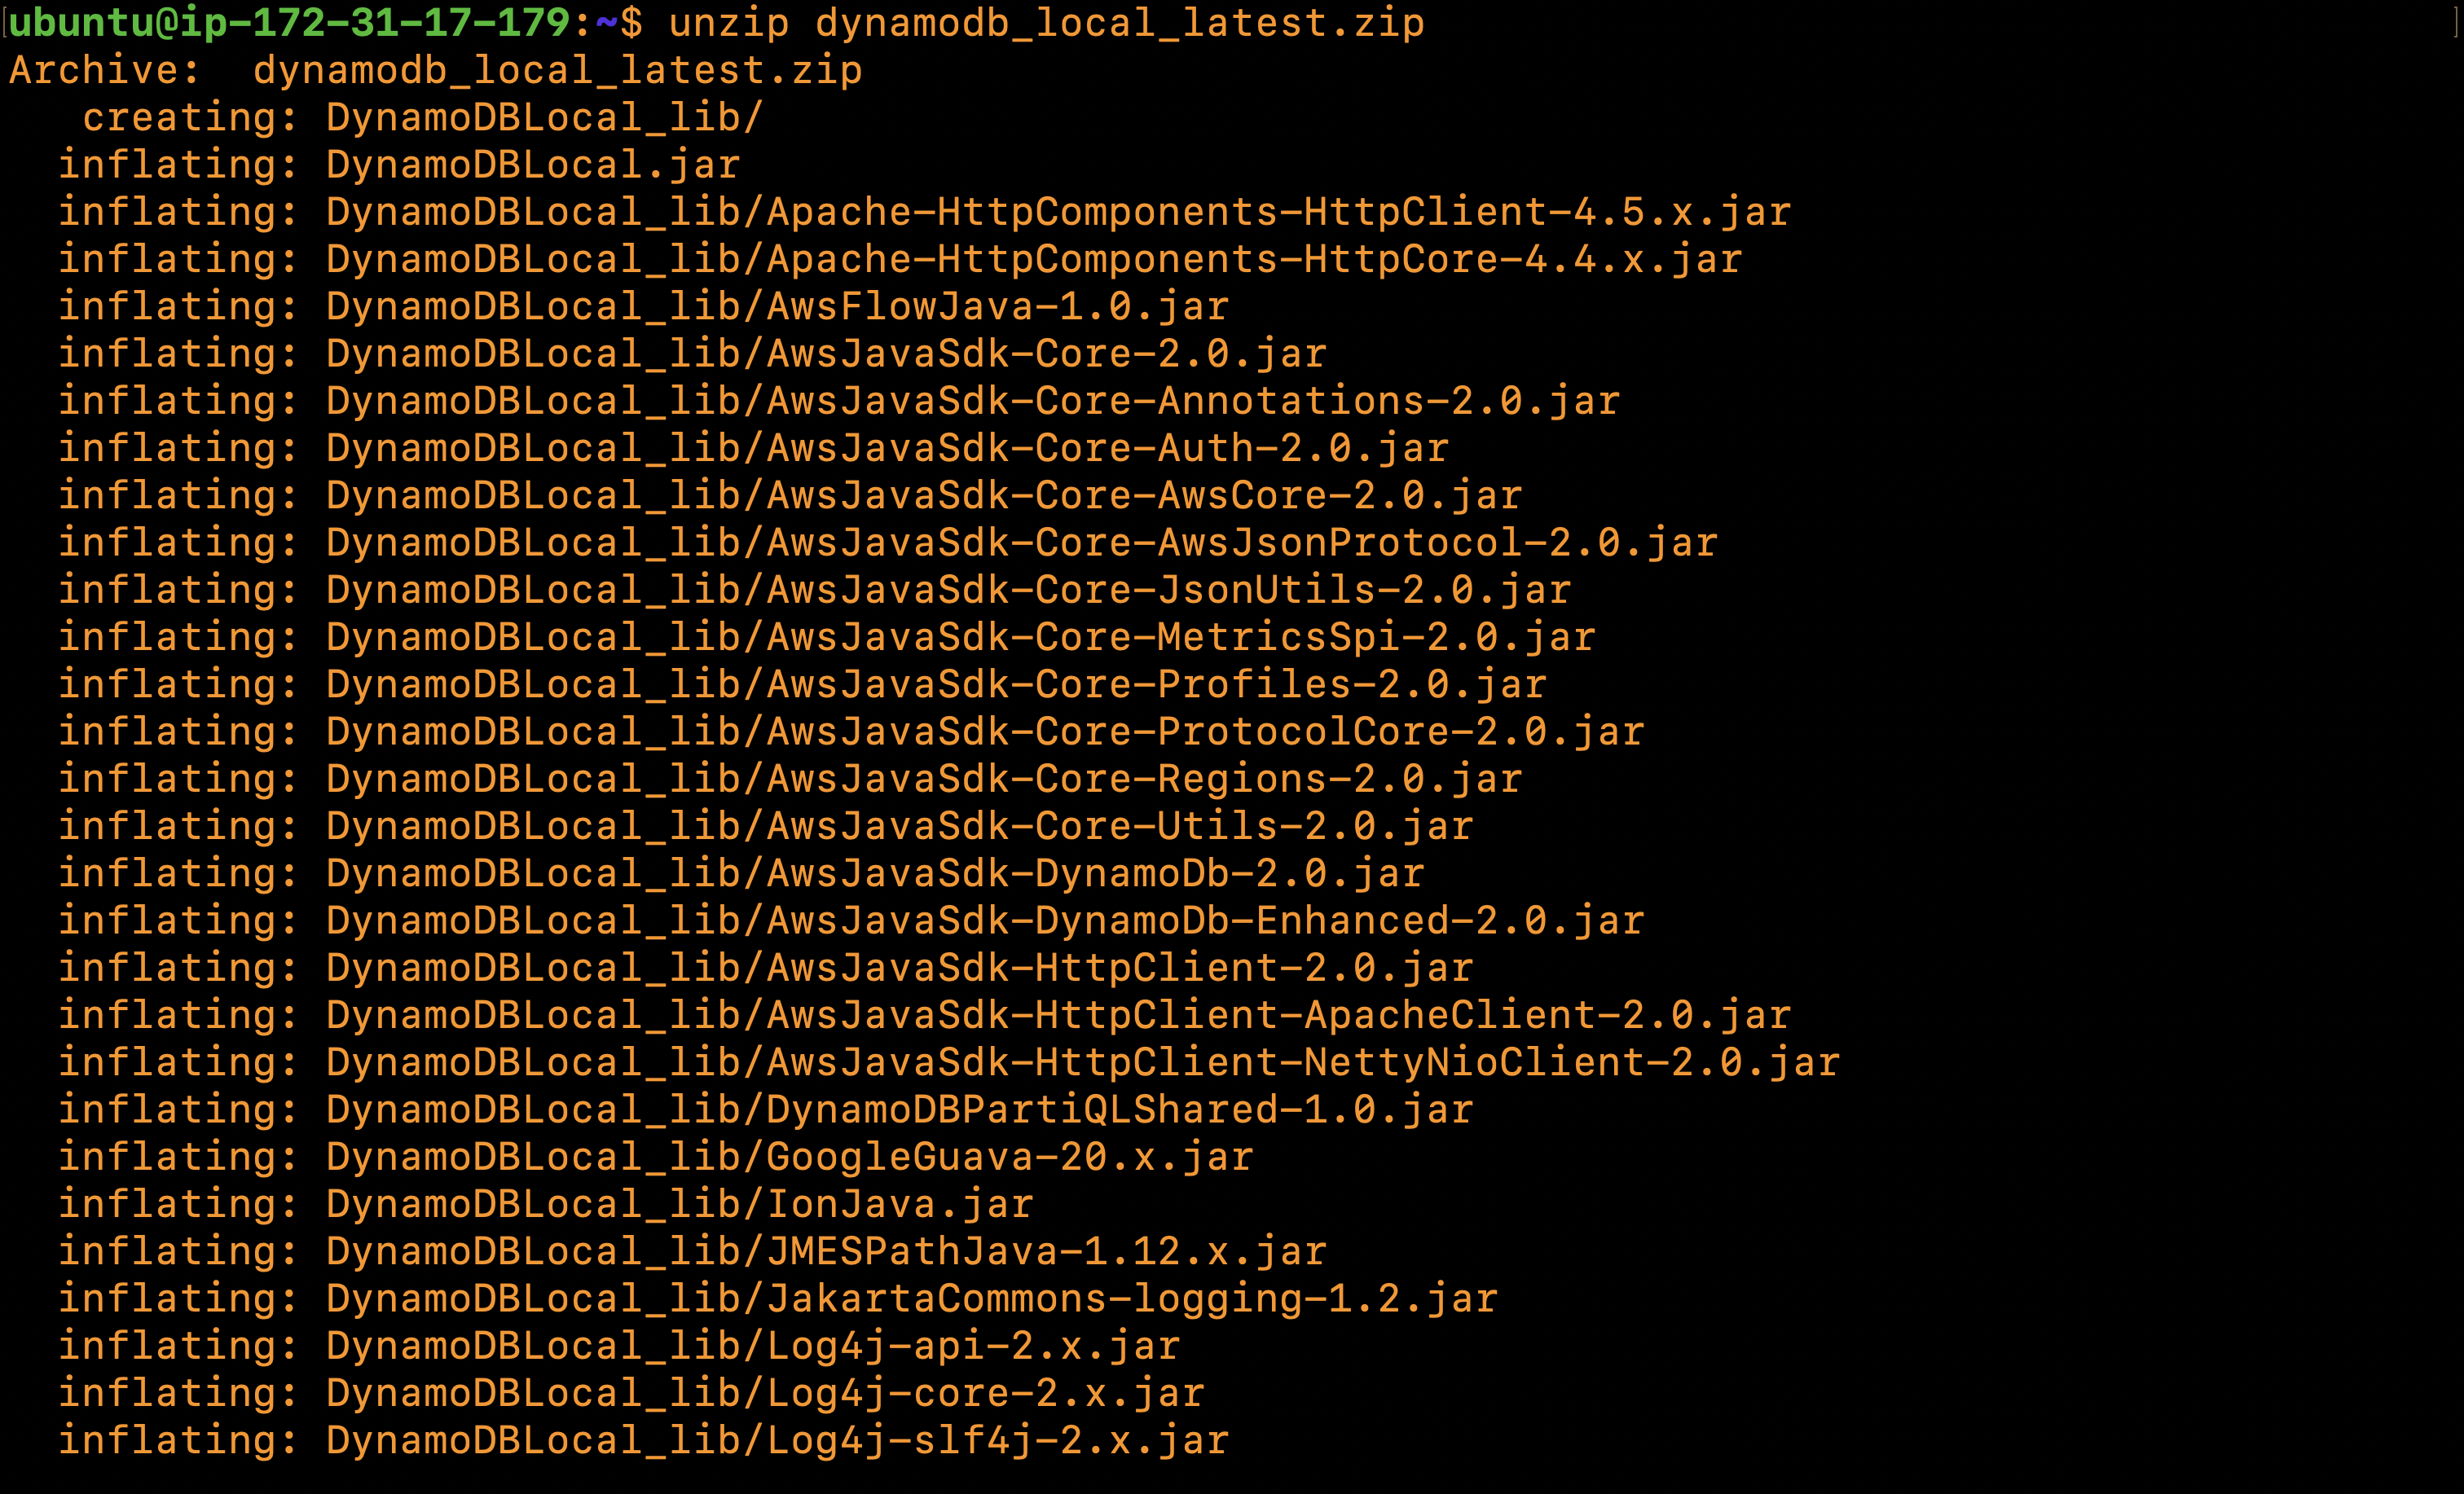 ubuntu@ip-172-31-17-179:~$ unzip dynamodb_local_latest.zip
Archive:  dynamodb_local_latest.zip
   creating: DynamoDBLocal_lib/
  inflating: DynamoDBLocal.jar
  inflating: DynamoDBLocal_lib/Apache-HttpComponents-HttpClient-4.5.x.jar
  inflating: DynamoDBLocal_lib/Apache-HttpComponents-HttpCore-4.4.x.jar
  inflating: DynamoDBLocal_lib/AwsFlowJava-1.0.jar
  inflating: DynamoDBLocal_lib/AwsJavaSdk-Core-2.0.jar
  inflating: DynamoDBLocal_lib/AwsJavaSdk-Core-Annotations-2.0.jar
  inflating: DynamoDBLocal_lib/AwsJavaSdk-Core-Auth-2.0.jar
  inflating: DynamoDBLocal_lib/AwsJavaSdk-Core-AwsCore-2.0.jar
  inflating: DynamoDBLocal_lib/AwsJavaSdk-Core-AwsJsonProtocol-2.0.jar
  inflating: DynamoDBLocal_lib/AwsJavaSdk-Core-JsonUtils-2.0.jar
  inflating: DynamoDBLocal_lib/AwsJavaSdk-Core-MetricsSpi-2.0.jar
  inflating: DynamoDBLocal_lib/AwsJavaSdk-Core-Profiles-2.0.jar
  inflating: DynamoDBLocal_lib/AwsJavaSdk-Core-ProtocolCore-2.0.jar
  inflating: DynamoDBLocal_lib/AwsJavaSdk-Core-Regions-2.0.jar
  inflating: DynamoDBLocal_lib/AwsJavaSdk-Core-Utils-2.0.jar
  inflating: DynamoDBLocal_lib/AwsJavaSdk-DynamoDb-2.0.jar
  inflating: DynamoDBLocal_lib/AwsJavaSdk-DynamoDb-Enhanced-2.0.jar
  inflating: DynamoDBLocal_lib/AwsJavaSdk-HttpClient-2.0.jar
  inflating: DynamoDBLocal_lib/AwsJavaSdk-HttpClient-ApacheClient-2.0.jar
  inflating: DynamoDBLocal_lib/AwsJavaSdk-HttpClient-NettyNioClient-2.0.jar
  inflating: DynamoDBLocal_lib/DynamoDBPartiQLShared-1.0.jar
  inflating: DynamoDBLocal_lib/GoogleGuava-20.x.jar
  inflating: DynamoDBLocal_lib/IonJava.jar
  inflating: DynamoDBLocal_lib/JMESPathJava-1.12.x.jar
  inflating: DynamoDBLocal_lib/JakartaCommons-logging-1.2.jar
  inflating: DynamoDBLocal_lib/Log4j-api-2.x.jar
  inflating: DynamoDBLocal_lib/Log4j-core-2.x.jar
  inflating: DynamoDBLocal_lib/Log4j-slf4j-2.x.jar